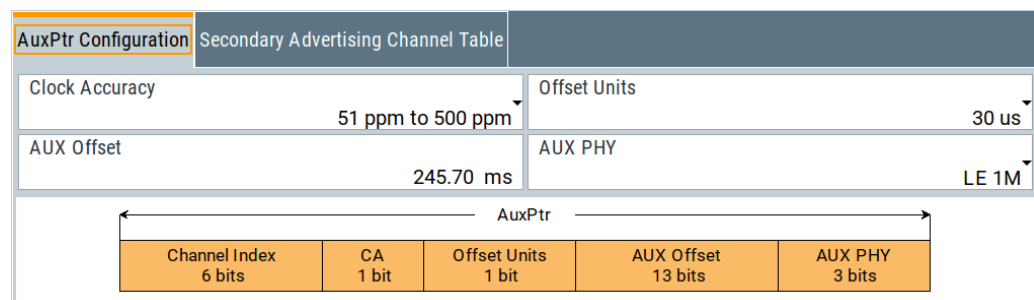 AuxPtr Configuration Secondary Advertising Channel Table
Clock Accuracy Offset Units
51 ppm to 500 ppm 30 us
AUX Offset AUX PHY
245.70 ms LE 1M
AuxPtr
Channel Index CA Offset Units AUX Offset AUX PHY
6 bits 1 bit 1 bit 13 bits 3 bits